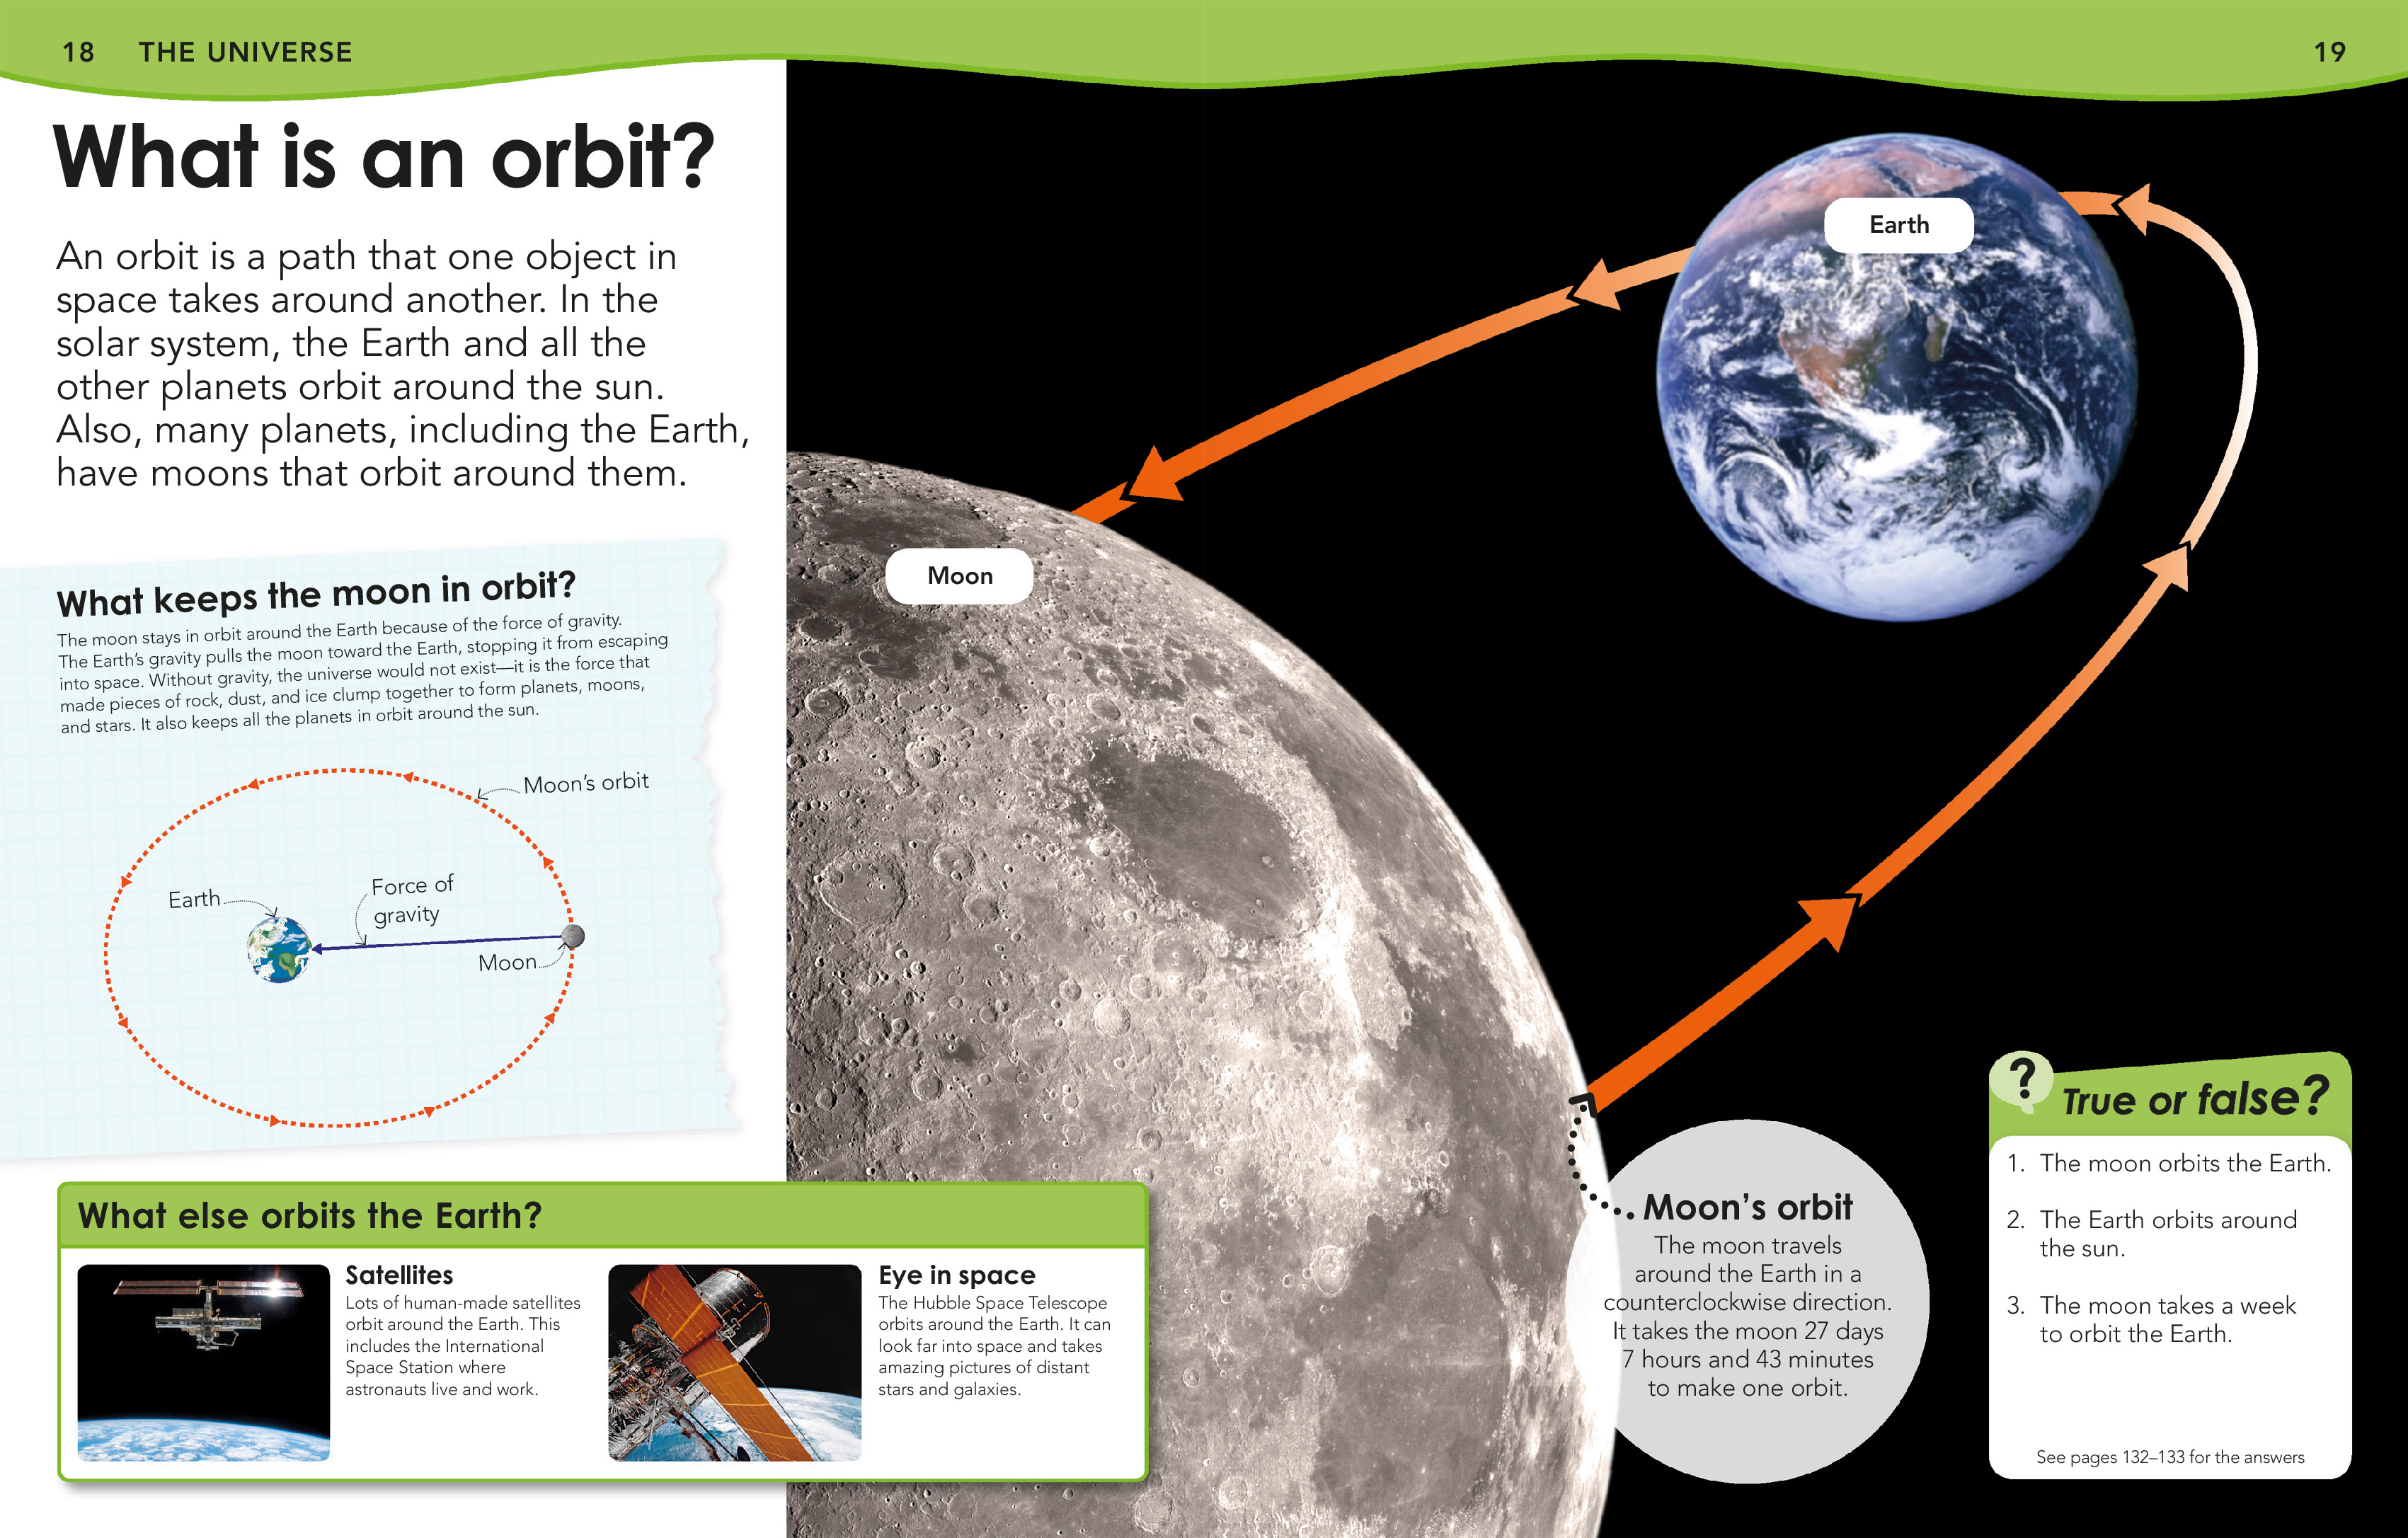 18 THE UNIVERSE
19
What is an orbit?
An orbit is a path that one object in
space takes around another. In the
solar system, the Earth and all the
other planets orbit around the sun.
Also, many planets, including the Earth,
have moons that orbit around them.
What keeps the moon in orbit?
The moon stays in orbit around the Earth because of the force of gravity.
The Earth’s gravity pulls the moon toward the Earth, stopping it from escaping
into space. Without gravity, the universe would not exist—it is the force that
made pieces of rock, dust, and ice clump together to form planets, moons,
and stars. It also keeps all the planets in orbit around the sun.
Moon’s orbit
Earth
Force of
gravity
Moon
What else orbits the Earth?
Satellites
Lots of human-made satellites
orbit around the Earth. This
includes the International
Space Station where
astronauts live and work.
Eye in space
The Hubble Space Telescope
orbits around the Earth. It can
look far into space and takes
amazing pictures of distant
stars and galaxies.
Earth
Moon
Moon’s orbit
The moon travels
around the Earth in a
counterclockwise direction.
It takes the moon 27 days
7 hours and 43 minutes
to make one orbit.
?
True or false?
1. The moon orbits the Earth.
2. The Earth orbits around
the sun.
3. The moon takes a week
to orbit the Earth.
See pages 132–133 for the answers